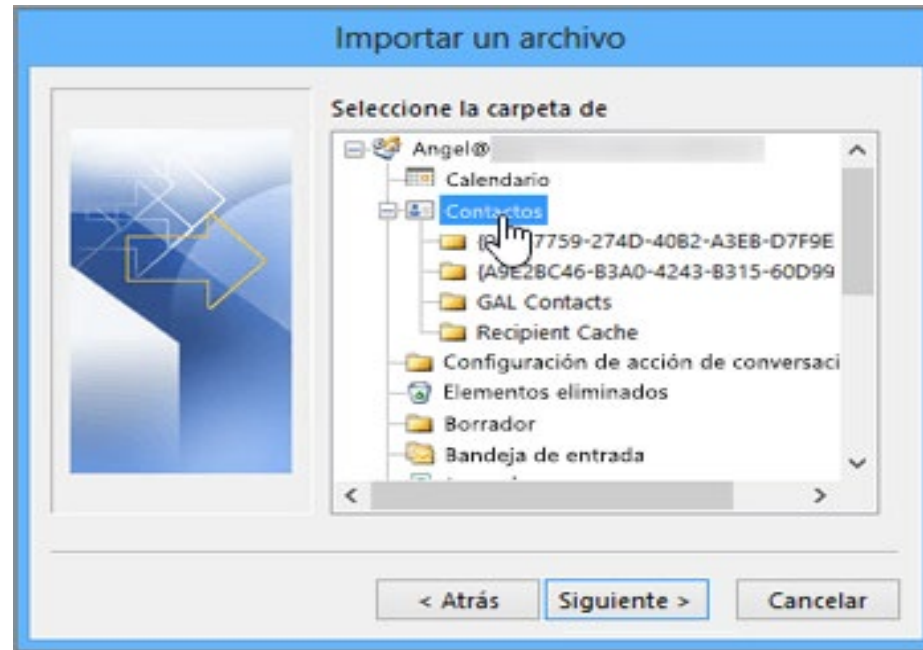 Importar un archivo
Seleccione la carpeta de
Angel@
Calendario
Contactos
7759-274D-40B2-A3EB-D7F9E
{A9E2BC46-B3A0-4243-B315-60D99
GAL Contacts
Recipient Cache
Configuración de acción de conversaci
Elementos eliminados
Borrador
Bandeja de entrada
< Atrás
Siguiente >
Cancelar